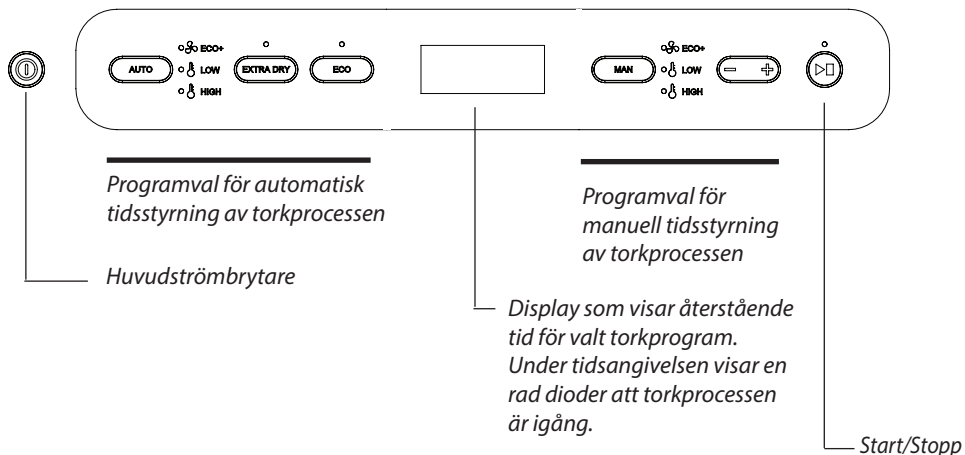 ECO+ ECO+
AUTO LOW EXTRA DRY ECO MAN LOW − +
HIGH HIGH
Programval för automatisk
tidsstyrning av torkprocessen
Programval för
manuell tidsstyrning
av torkprocessen
Huvudströmbrytare
Display som visar återstående
tid för valt torkprogram.
Under tidsangivelsen visar en
rad dioder att torkprocessen
är igång.
Start/Stopp